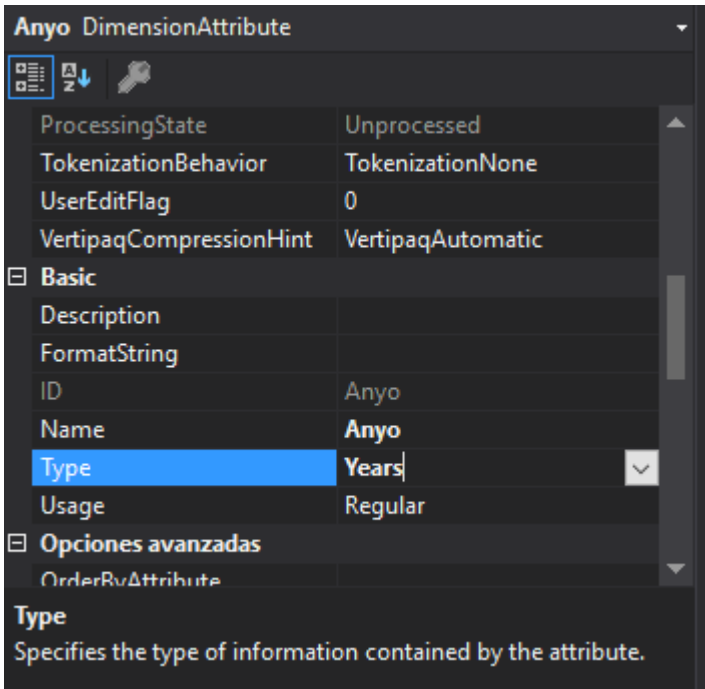 Anyo DimensionAttribute
ProcessingState Unprocessed
TokenizationBehavior TokenizationNone
UserEditFlag 0
VertipaqCompressionHint VertipaqAutomatic
Basic
Description
FormatString
ID Anyo
Name Anyo
Type Years
Usage Regular
Opciones avanzadas
OrderByAttribute
Type
Specifies the type of information contained by the attribute.